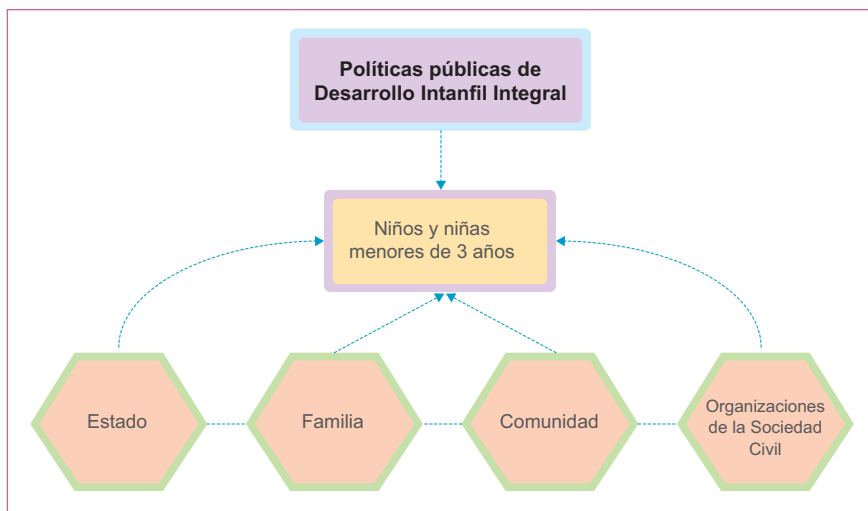 Políticas públicas de
Desarrollo Intanfil Integral
Niños y niñas
menores de 3 años
Estado
Familia
Comunidad
Organizaciones
de la Sociedad
Civil